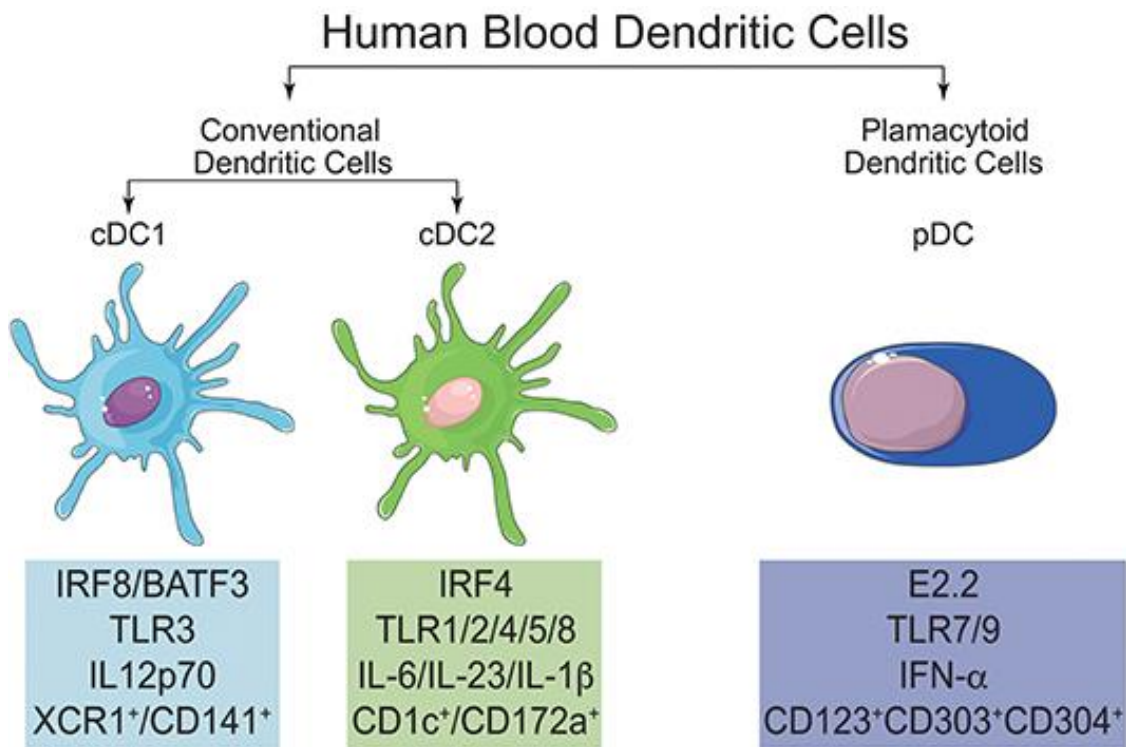 Human Blood Dendritic Cells
Conventional
Dendritic Cells
Plamacytoid
Dendritic Cells
cDC1
cDC2
pDC
IRF8/BATF3
TLR3
IL12p70
XCR1⁺/CD141⁺
IRF4
TLR1/2/4/5/8
IL-6/IL-23/IL-1β
CD1c⁺/CD172a⁺
E2.2
TLR7/9
IFN-α
CD123⁺CD303⁺CD304⁺